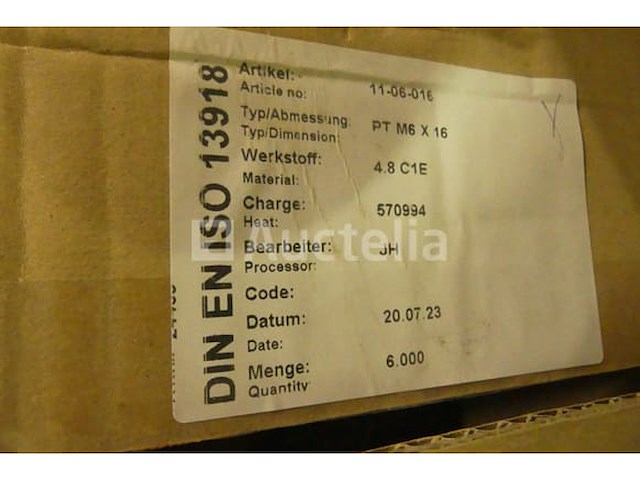 DIN EN ISO 13918
Artikel: 11-06-016
Article no:
Typ/Abmessung: PT M6 X 16
Typ/Dimension:
Werkstoff: 4.8 C1E
Material:
Charge: 570994
Heat:
Auctelia
Bearbeiter: JH
Processor:
Code:
Datum: 20.07.23
Date:
Menge: 6.000
Quantity